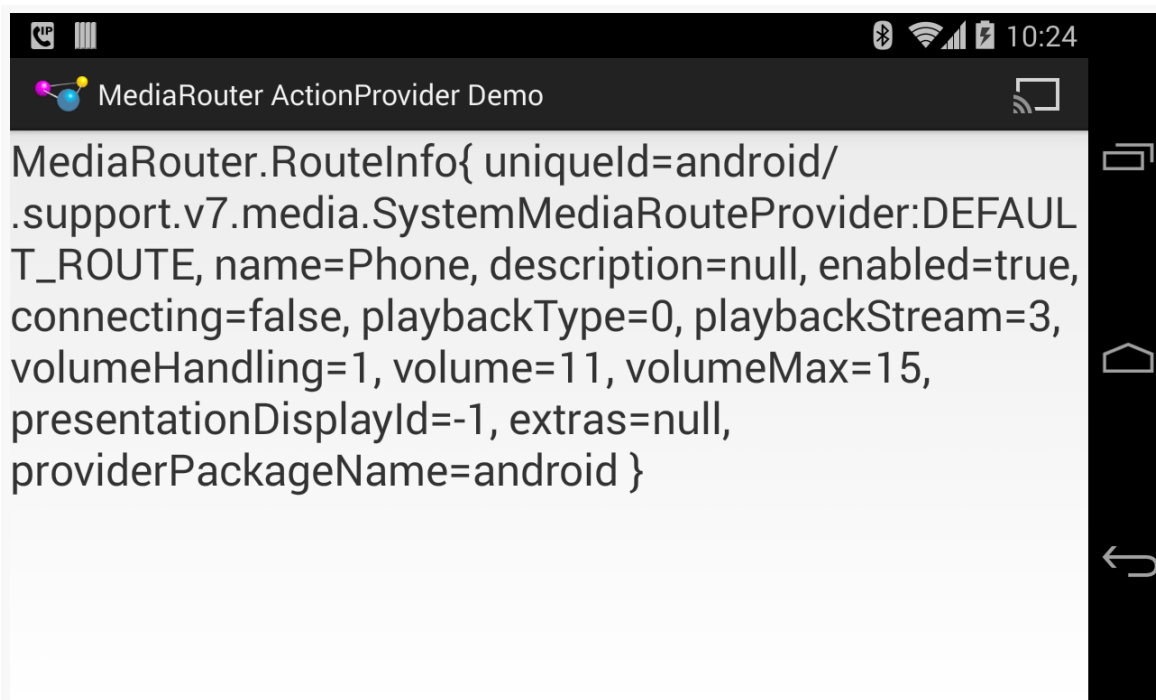 10:24
MediaRouter ActionProvider Demo
MediaRouter.RouteInfo{ uniqueId=android/
.support.v7.media.SystemMediaRouteProvider:DEFAUL
T_ROUTE, name=Phone, description=null, enabled=true,
connecting=false, playbackType=0, playbackStream=3,
volumeHandling=1, volume=11, volumeMax=15,
presentationDisplayId=-1, extras=null,
providerPackageName=android }